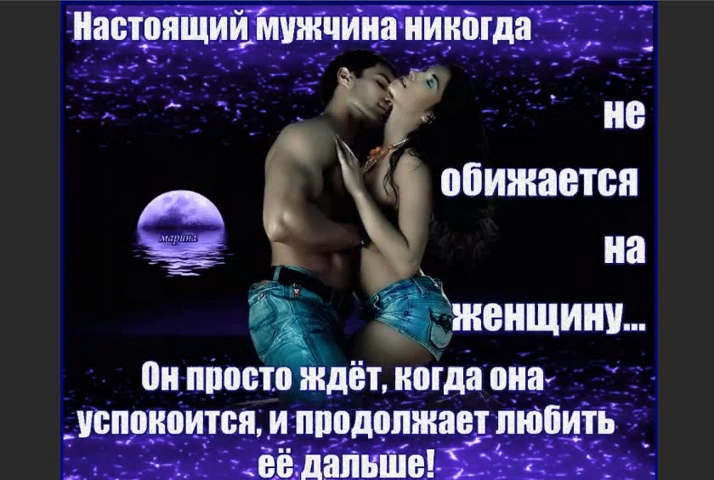 Настоящий мужчина никогда
не
обижается
на
женщину...
марина
Он просто ждёт, когда она
успокоится, и продолжает любить
её дальше!